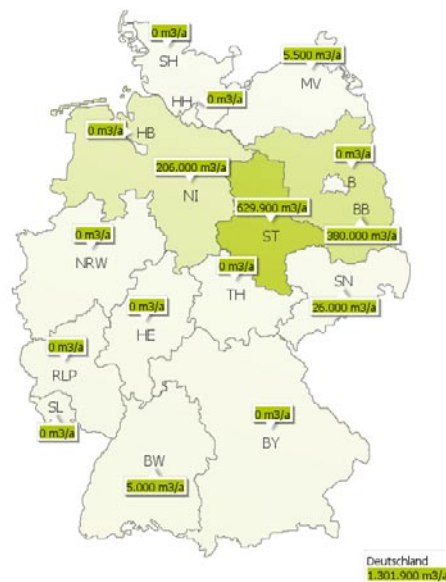 0 m3/a
SH
5.500 m3/a
MV
HH
0 m3/a
0 m3/a
HB
0 m3/a
B
206.000 m3/a
NI
BB
629.900 m3/a
ST
380.000 m3/a
0 m3/a
NRW
0 m3/a
TH
SN
26.000 m3/a
0 m3/a
HE
0 m3/a
RLP
SL
0 m3/a
0 m3/a
BY
BW
5.000 m3/a
Deutschland
1.301.900 m3/a